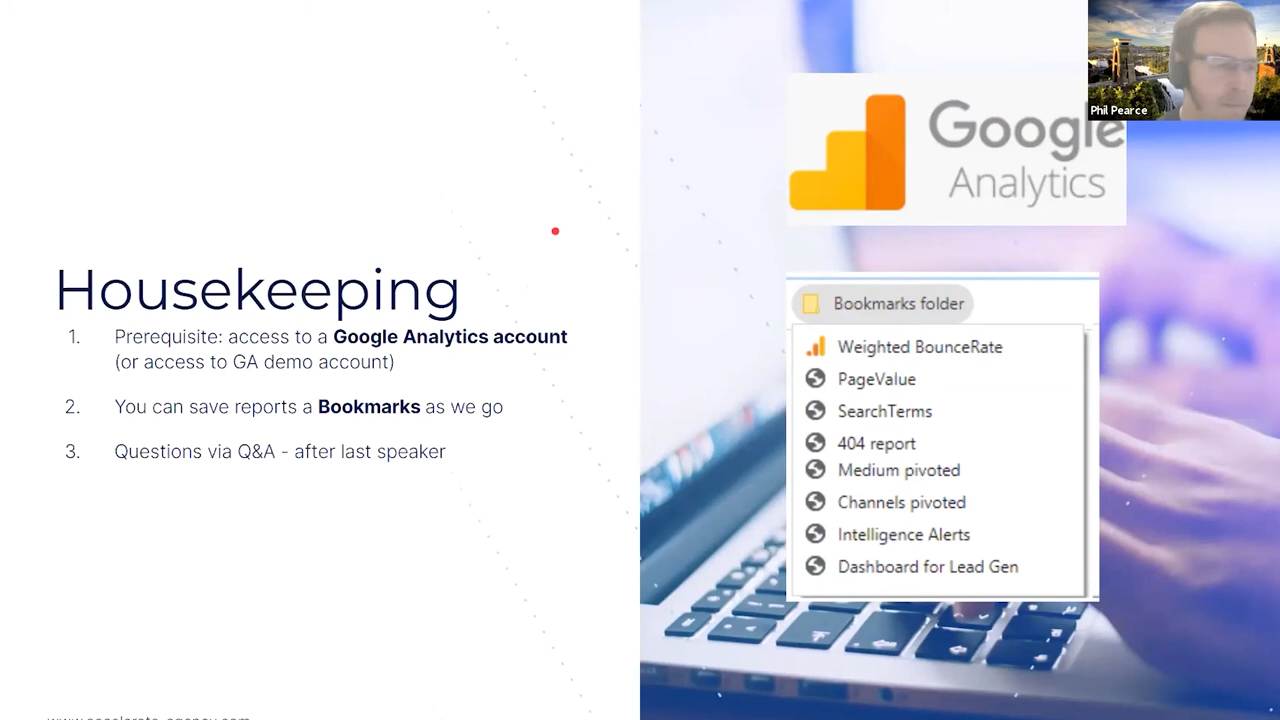 Housekeeping
1. Prerequisite: access to a Google Analytics account
(or access to GA demo account)
2. You can save reports a Bookmarks as we go
3. Questions via Q&A - after last speaker
Google
Analytics
Phil Pearce
Bookmarks folder
Weighted BounceRate
PageValue
SearchTerms
404 report
Medium pivoted
Channels pivoted
Intelligence Alerts
Dashboard for Lead Gen